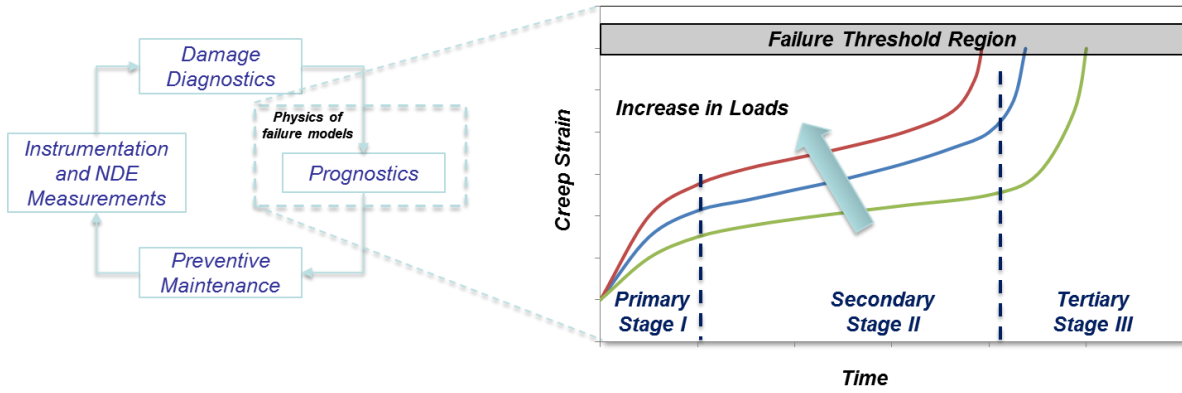 Damage
Diagnostics
Physics of
failure models
Instrumentation
and NDE
Measurements
Prognostics
Preventive
Maintenance
Failure Threshold Region
Increase in Loads
Creep Strain
Primary
Stage I
Secondary
Stage II
Tertiary
Stage III
Time